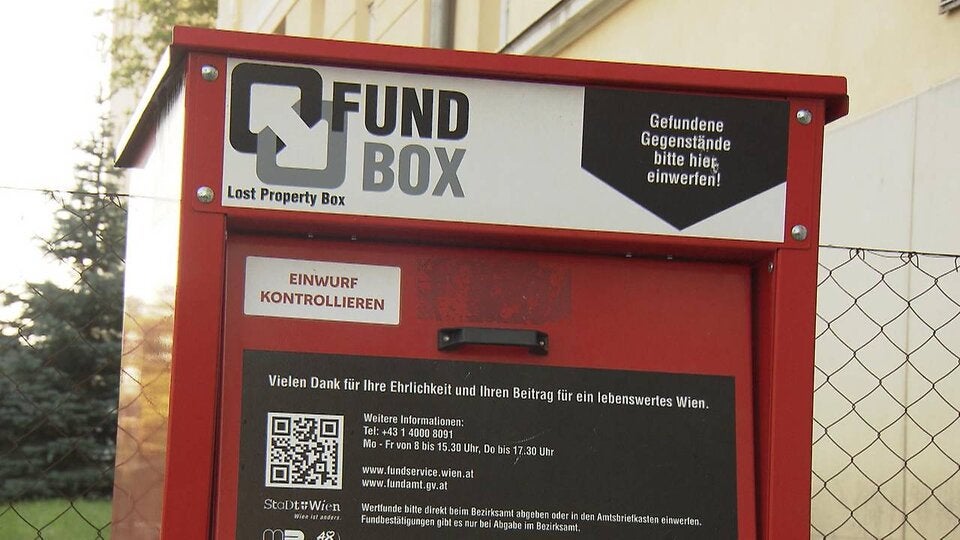 FUND
BOX
Lost Property Box
Gefundene
Gegenstände
bitte hier
einwerfen!
EINWURF
KONTROLLIEREN
Vielen Dank für Ihre Ehrlichkeit und Ihren Beitrag für ein lebenswertes Wien.
Weitere Informationen:
Tel: +43 1 4000 8091
Mo - Fr von 8 bis 15.30 Uhr, Do bis 17.30 Uhr
www.fundservice.wien.at
www.fundamt.gv.at
StaDt Wien
Wien ist anders.
Wertfunde bitte direkt beim Bezirksamt abgeben oder in den Amtsbriefkasten einwerfen.
Fundbestätigungen gibt es nur bei Abgabe im Bezirksamt.
48